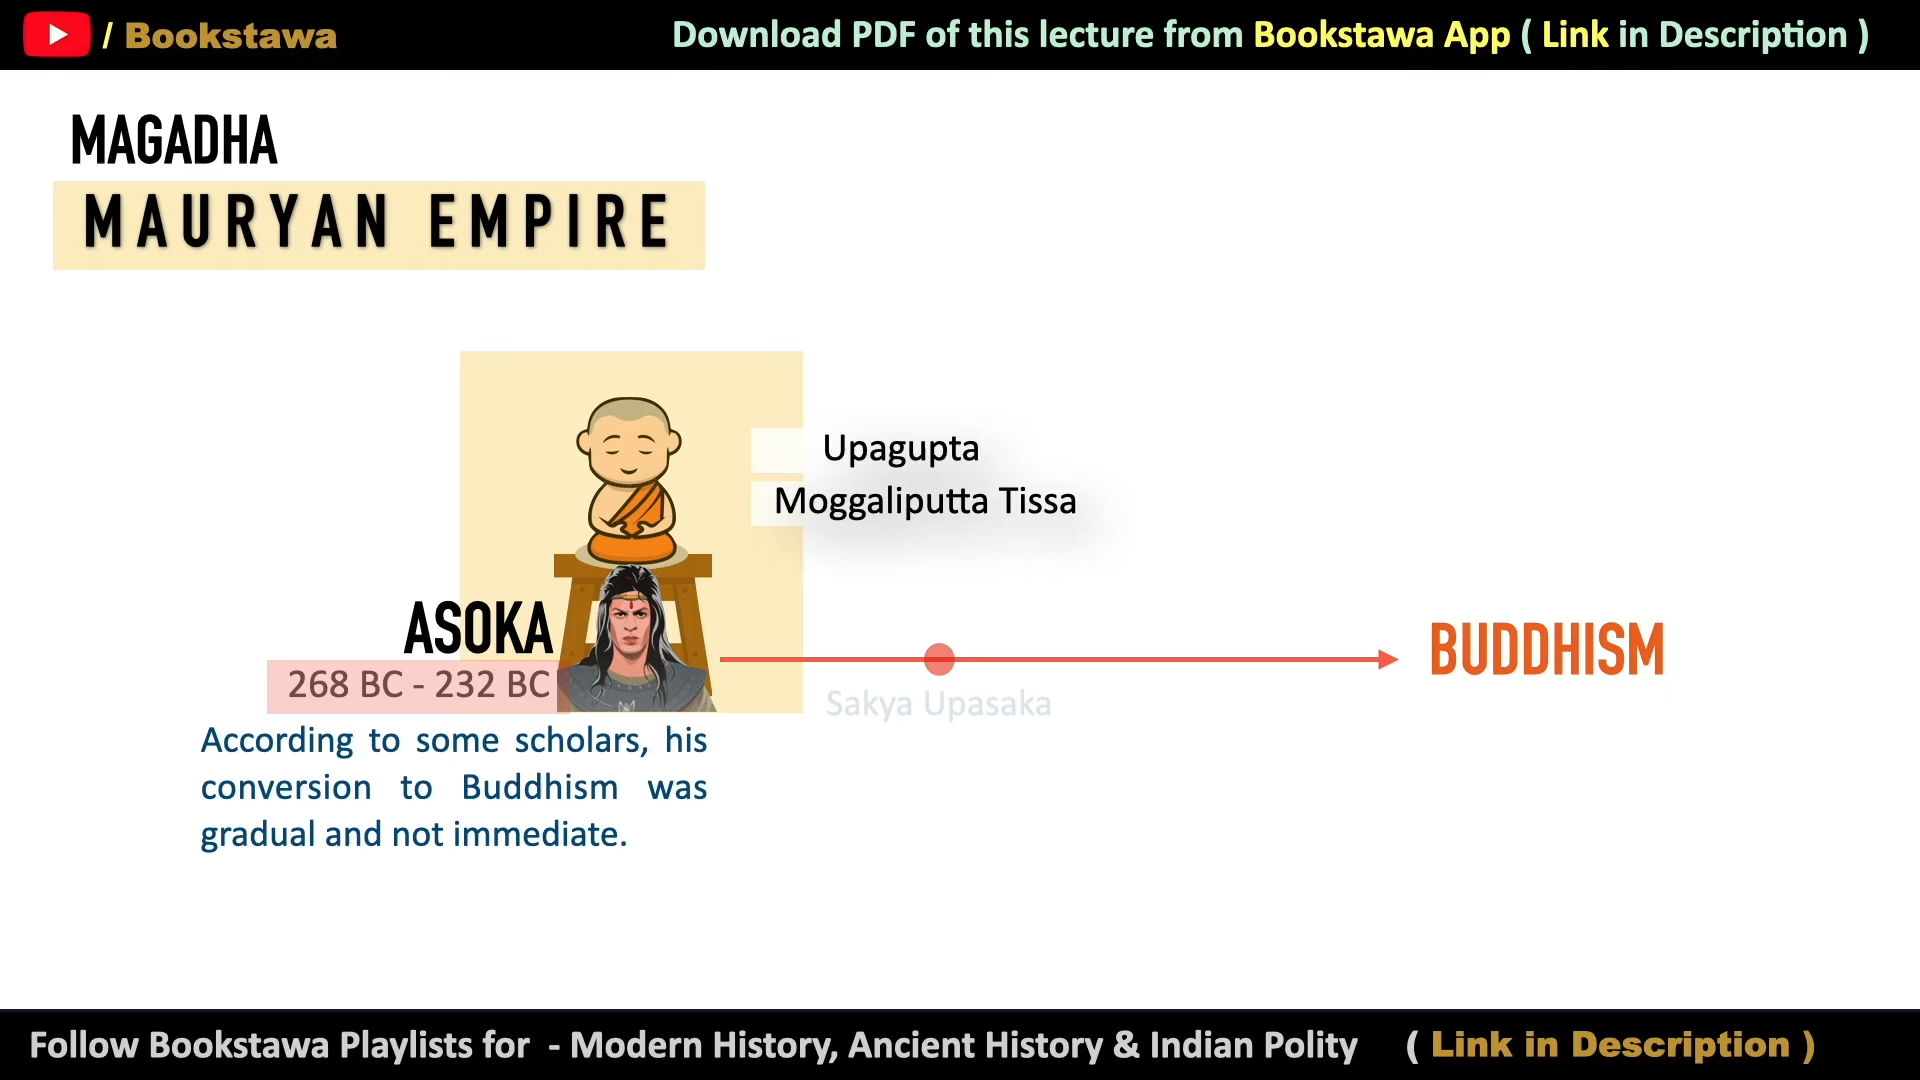 / Bookstawa
Download PDF of this lecture from Bookstawa App ( Link in Description )
MAGADHA
MAURYAN EMPIRE
Upagupta
Moggaliputta Tissa
ASOKA
268 BC - 232 BC
BUDDHISM
Sakya Upasaka
According to some scholars, his
conversion to Buddhism was
gradual and not immediate.
Follow Bookstawa Playlists for - Modern History, Ancient History & Indian Polity ( Link in Description )